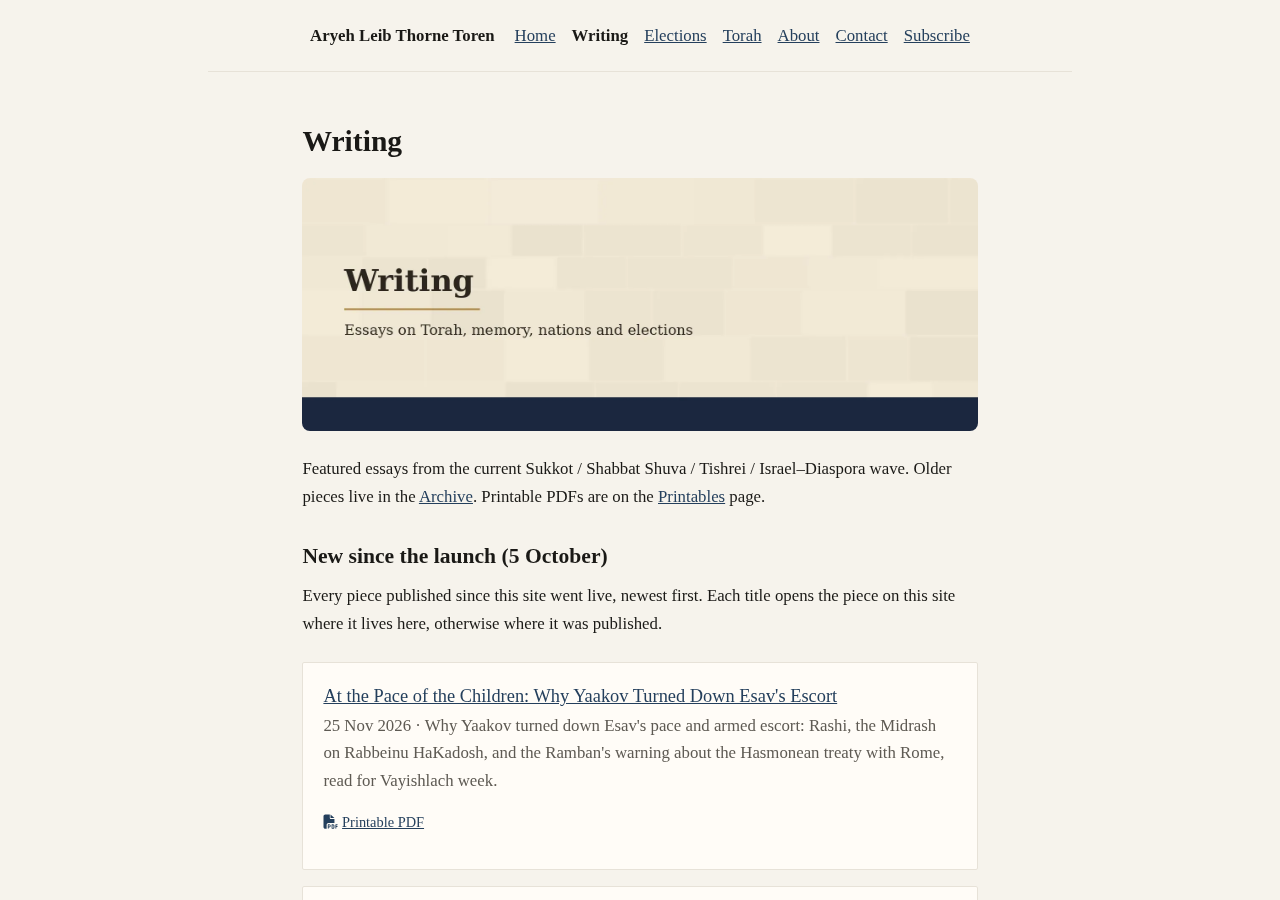 Aryeh Leib Thorne Toren Home Writing Elections Torah About Contact Subscribe
Writing
Writing
Essays on Torah, memory, nations and elections
Featured essays from the current Sukkot / Shabbat Shuva / Tishrei / Israel–Diaspora wave. Older
pieces live in the Archive. Printable PDFs are on the Printables page.
New since the launch (5 October)
Every piece published since this site went live, newest first. Each title opens the piece on this site
where it lives here, otherwise where it was published.
At the Pace of the Children: Why Yaakov Turned Down Esav's Escort
25 Nov 2026 · Why Yaakov turned down Esav's pace and armed escort: Rashi, the Midrash
on Rabbeinu HaKadosh, and the Ramban's warning about the Hasmonean treaty with Rome,
read for Vayishlach week.
PDF Printable PDF